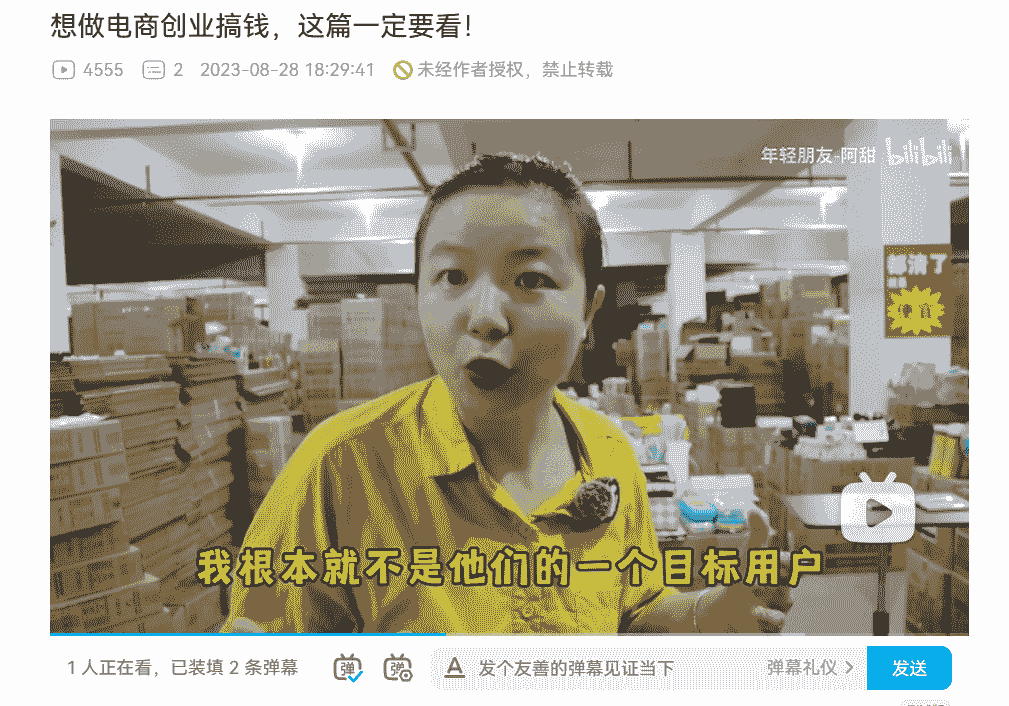 想做电商创业搞钱，这篇一定要看！
4555 2 2023-08-28 18:29:41 未经作者授权，禁止转载
年轻朋友-阿甜 bilibili
我根本就不是他们的一个目标用户
1 人正在看，已装填 2 条弹幕 弹 弹 A 发个友善的弹幕见证当下 弹幕礼仪 发送